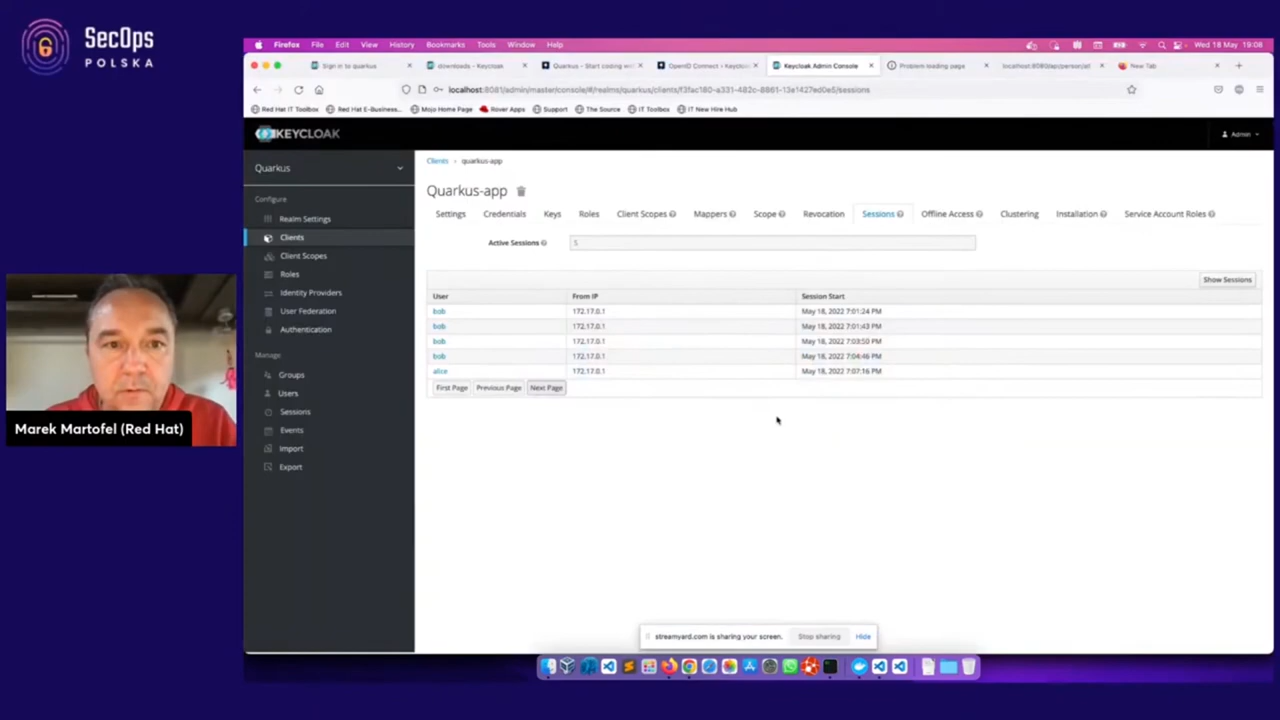 SecOps
POLSKA
Firefox File Edit View History Bookmarks Tools Window Help
Wed 18 May 19:08
Sign in to quarkus
downloads - Keycloak
Quarkus - Start coding wit
OpenID Connect • Keycloa
Keycloak Admin Console
Problem loading page
localhost:8080/api/person/all
New Tab
localhost:8081/admin/master/console/#/realms/quarkus/clients/f3fac180-a331-482c-8861-13e1427ed0e5/sessions
Red Hat IT Toolbox Red Hat E-Business... Mojo Home Page Rover Apps Support The Source IT Toolbox IT New Hire Hub
KEYCLOAK
Admin
Quarkus
Configure
Realm Settings
Clients
Client Scopes
Roles
Identity Providers
User Federation
Authentication
Manage
Groups
Users
Sessions
Events
Import
Export
Clients > quarkus-app
Quarkus-app
Settings Credentials Keys Roles Client Scopes Mappers Scope Revocation Sessions Offline Access Clustering Installation Service Account Roles
Active Sessions 5
Show Sessions
User From IP Session Start
bob 172.17.0.1 May 18, 2022 7:01:24 PM
bob 172.17.0.1 May 18, 2022 7:01:43 PM
bob 172.17.0.1 May 18, 2022 7:03:50 PM
bob 172.17.0.1 May 18, 2022 7:04:46 PM
alice 172.17.0.1 May 18, 2022 7:07:16 PM
First Page Previous Page Next Page
Marek Martofel (Red Hat)
streamyard.com is sharing your screen. Stop sharing Hide